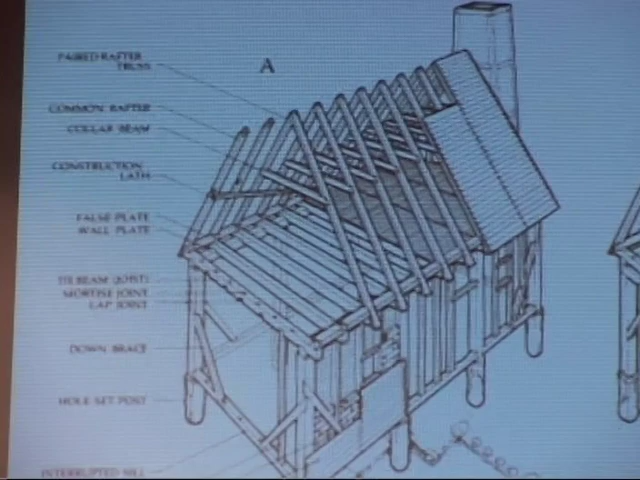 A
PAIRED RAFTER
TRUSS
COMMON RAFTER
COLLAR BEAM
CONSTRUCTION
LATH
FALSE PLATE
WALL PLATE
TIE BEAM (JOIST)
MORTISE JOINT
LAP JOINT
DOWN BRACE
HOLE-SET POST
INTERRUPTED SILL